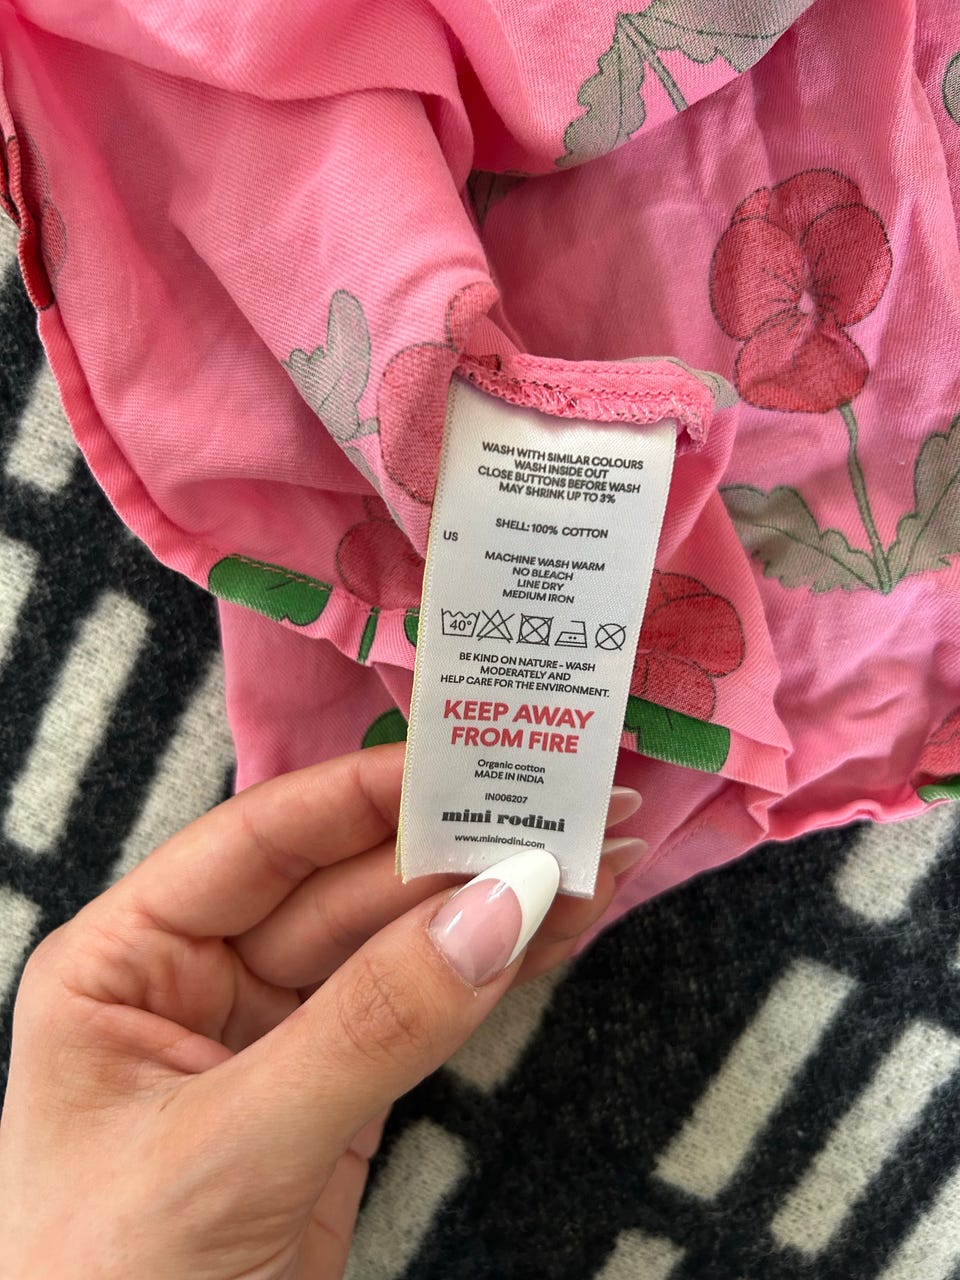 WASH WITH SIMILAR COLOURS
WASH INSIDE OUT
CLOSE BUTTONS BEFORE WASH
MAY SHRINK UP TO 3%
SHELL: 100% COTTON
US
MACHINE WASH WARM
NO BLEACH
LINE DRY
MEDIUM IRON
40°
BE KIND ON NATURE - WASH
MODERATELY AND
HELP CARE FOR THE ENVIRONMENT.
KEEP AWAY
FROM FIRE
Organic cotton
MADE IN INDIA
IN006207
mini rodini
www.minirodini.com